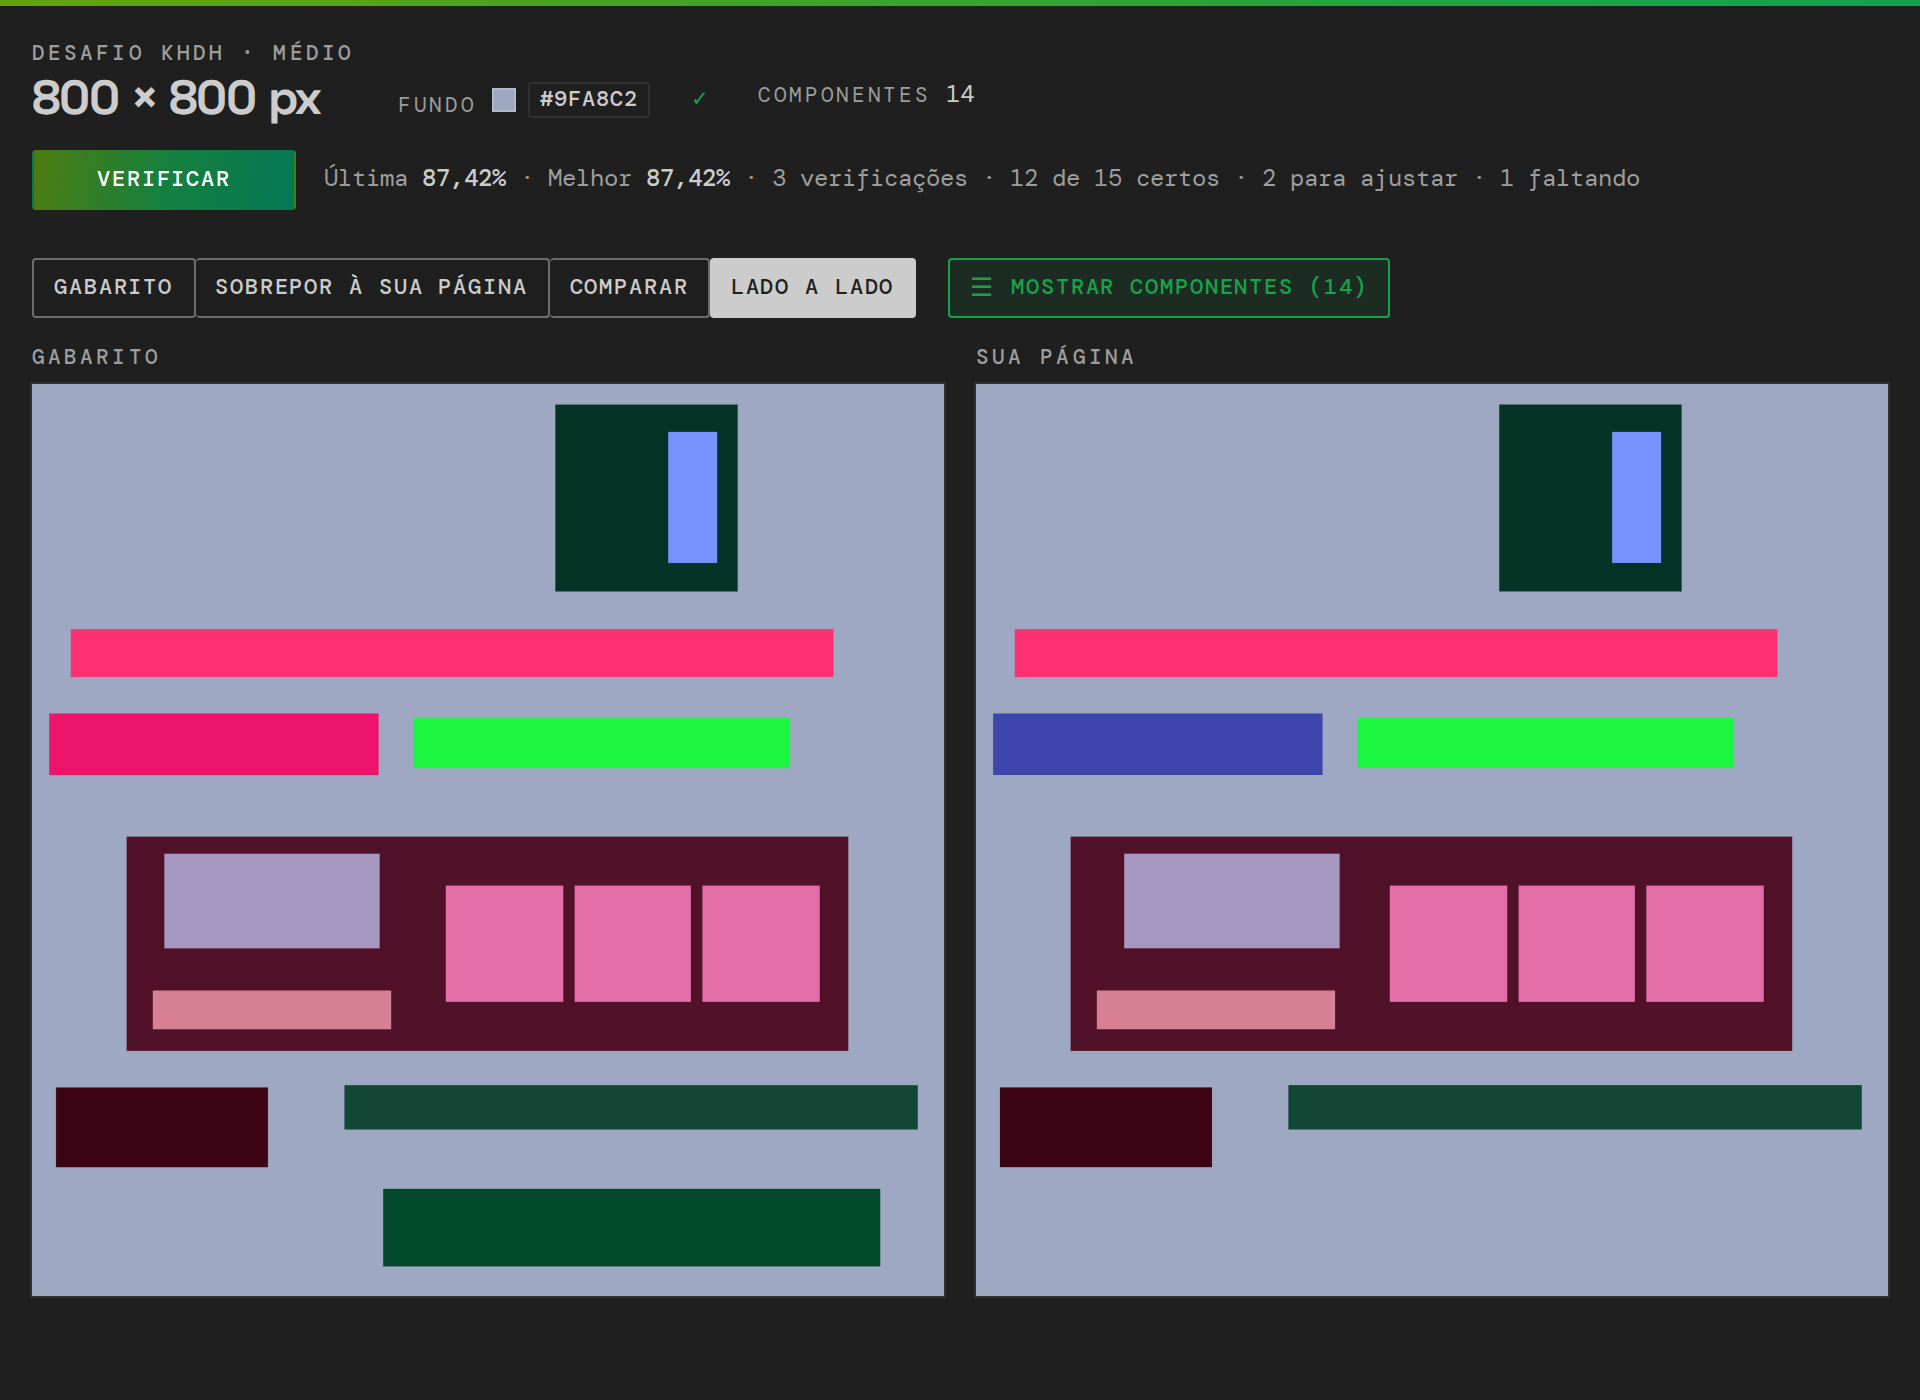 DESAFIO KHDH · MÉDIO
800 × 800 px
FUNDO #9FA8C2 ✓ COMPONENTES 14
VERIFICAR
Última 87,42% · Melhor 87,42% · 3 verificações · 12 de 15 certos · 2 para ajustar · 1 faltando
GABARITO SOBREPOR À SUA PÁGINA COMPARAR LADO A LADO ☰ MOSTRAR COMPONENTES (14)
GABARITO
SUA PÁGINA